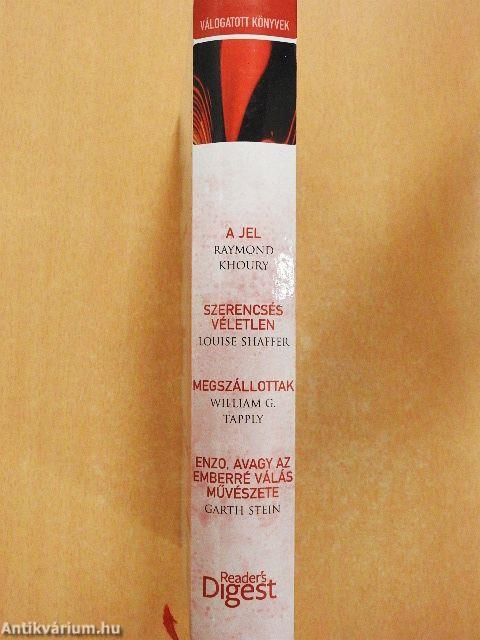 VÁLOGATOTT KÖNYVEK
A JEL
RAYMOND
KHOURY
SZERENCSÉS
VÉLETLEN
LOUISE SHAFFER
MEGSZÁLLOTTAK
WILLIAM G.
TAPPLY
ENZO, AVAGY AZ
EMBERRÉ VÁLÁS
MŰVÉSZETE
GARTH STEIN
Reader's
Digest
Antikvárium.hu